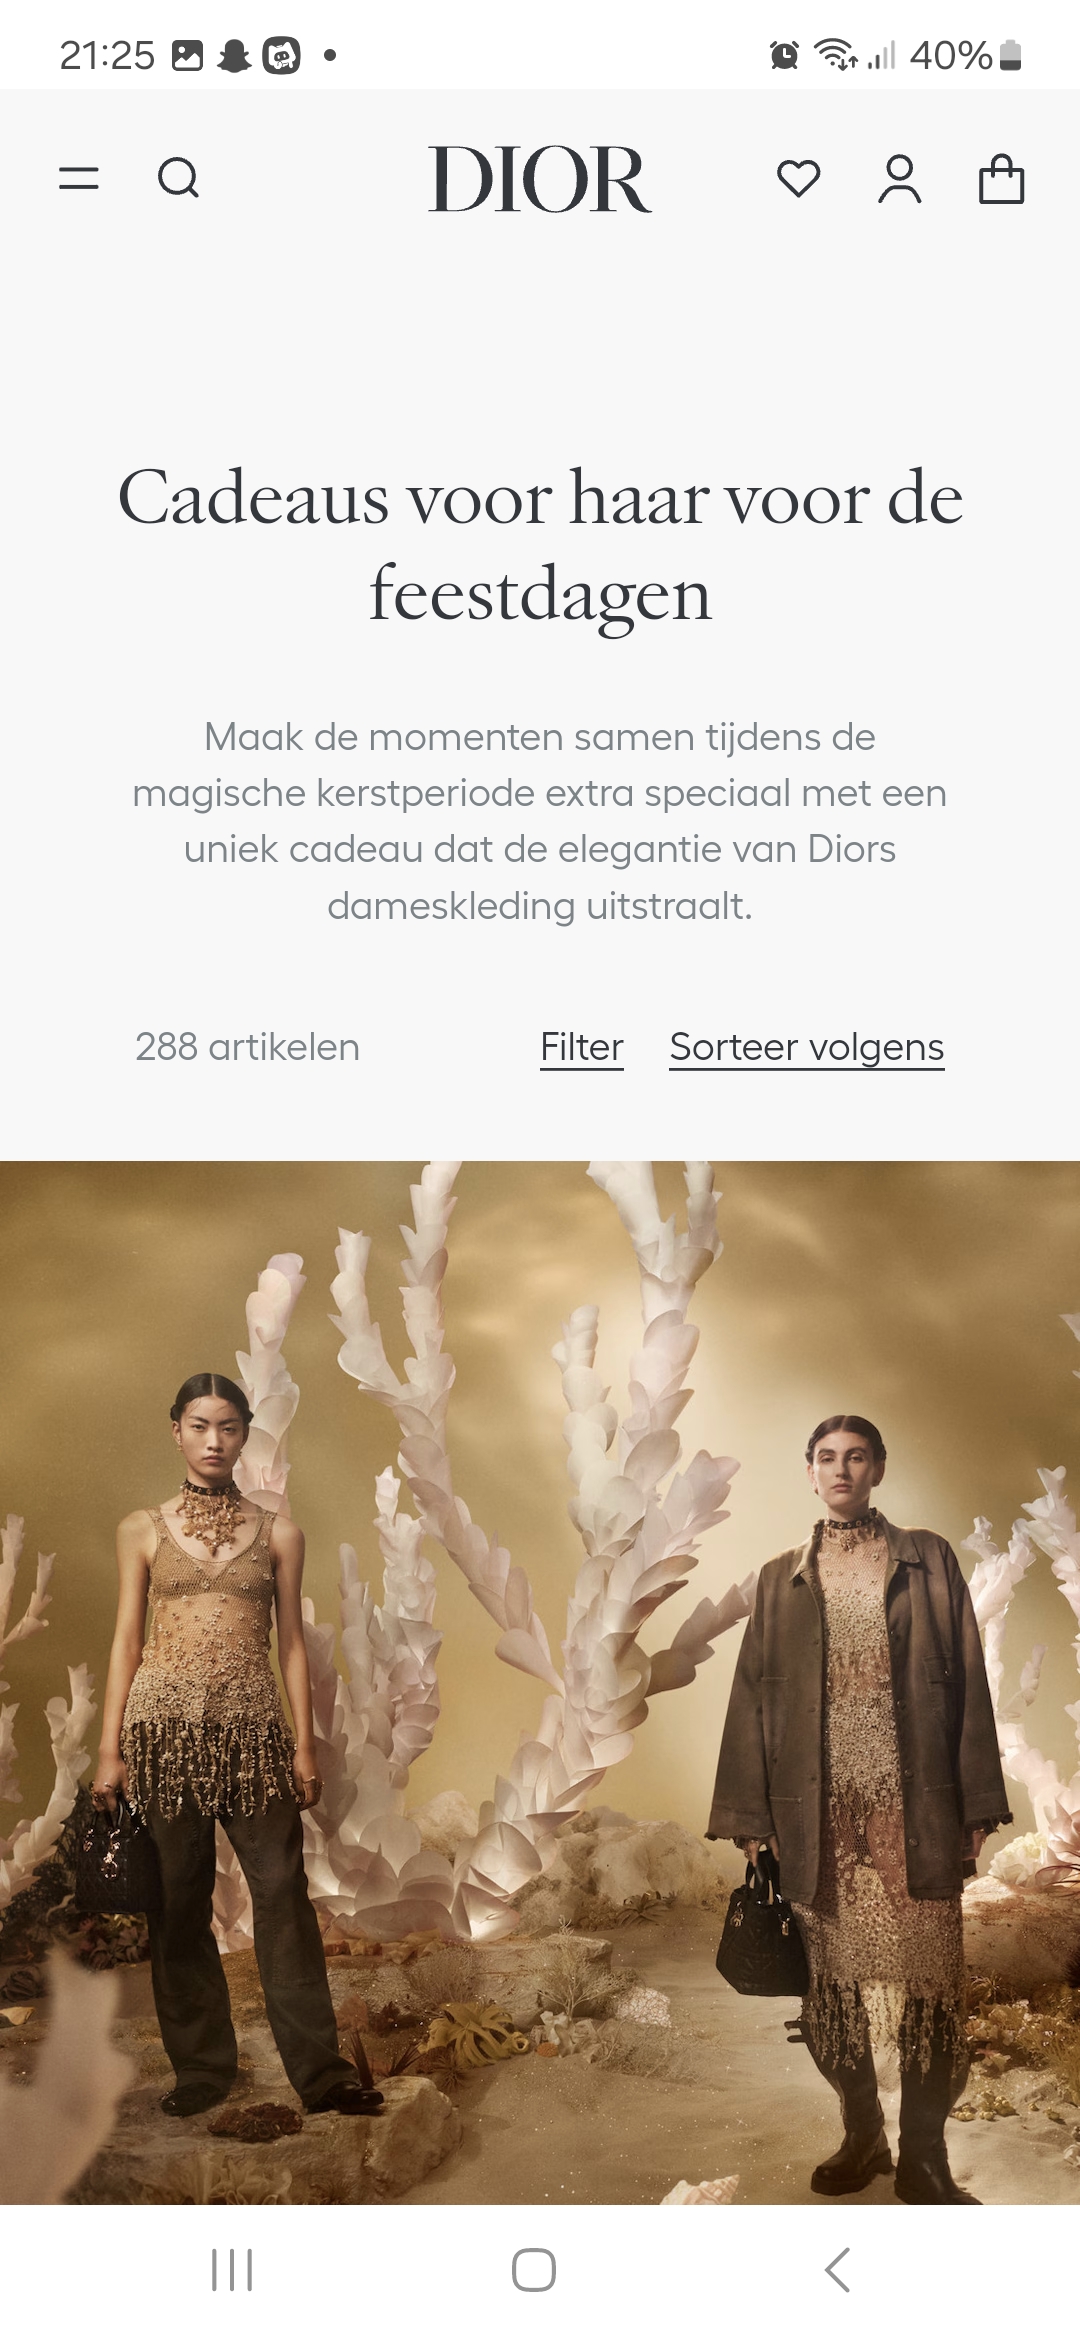 21:25
40%
DIOR
Cadeaus voor haar voor de
feestdagen
Maak de momenten samen tijdens de
magische kerstperiode extra speciaal met een
uniek cadeau dat de elegantie van Diors
dameskleding uitstraalt.
288 artikelen Filter Sorteer volgens